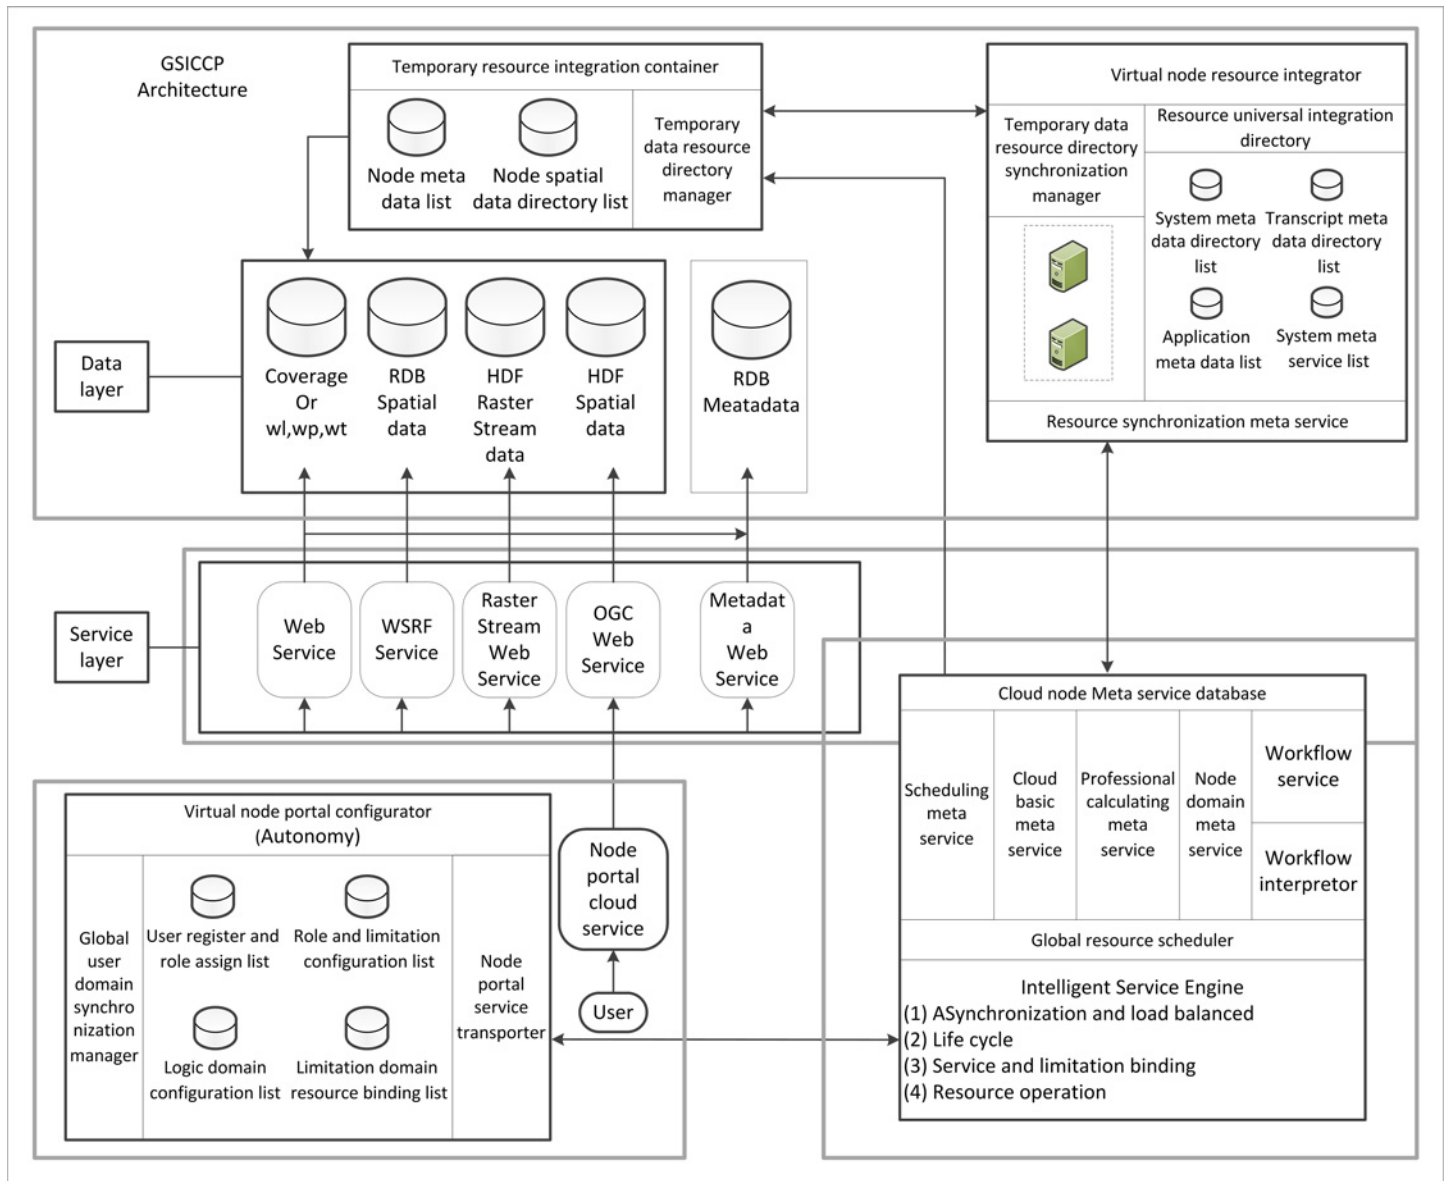 GSICCP
Architecture
Temporary resource integration container
Node meta
data list
Node spatial
data directory list
Temporary
data resource
directory
manager
Virtual node resource integrator
Temporary data
resource directory
synchronization
manager
Resource universal integration
directory
System meta
data directory
list
Transcript meta
data directory
list
Application
meta data list
System meta
service list
Resource synchronization meta service
Data
layer
Coverage
Or
wl,wp,wt
RDB
Spatial
data
HDF
Raster
Stream
data
HDF
Spatial
data
RDB
Meatadata
Service
layer
Web
Service
WSRF
Service
Raster
Stream
Web
Service
OGC
Web
Service
Metadat
a
Web
Service
Cloud node Meta service database
Scheduling
meta
service
Cloud
basic
meta
service
Professional
calculating
meta
service
Node
domain
meta
service
Workflow
service
Workflow
interpretor
Global resource scheduler
Intelligent Service Engine
(1) ASynchronization and load balanced
(2) Life cycle
(3) Service and limitation binding
(4) Resource operation
Virtual node portal configurator
(Autonomy)
Global
user
domain
synchro
nization
manager
User register and
role assign list
Role and limitation
configuration list
Logic domain
configuration list
Limitation domain
resource binding list
Node
portal
service
transporter
Node
portal
cloud
service
User